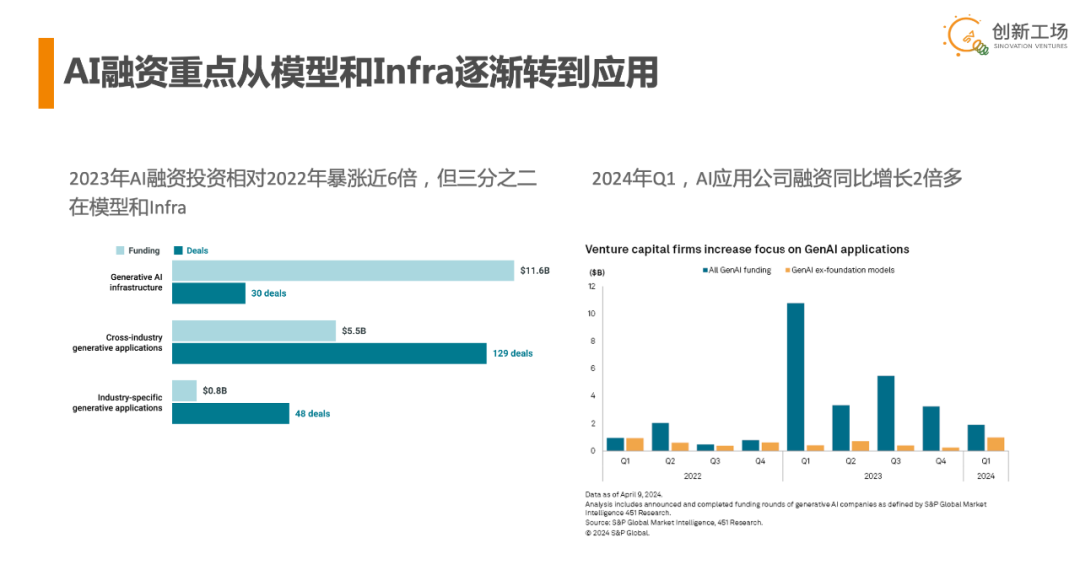 创新工场
SINOVATION VENTURES
AI融资重点从模型和Infra逐渐转到应用
2023年AI融资投资相对2022年暴涨近6倍，但三分之二
在模型和Infra
Funding Deals
Generative AI
infrastructure
$11.6B
30 deals
Cross-industry
generative applications
$5.5B
129 deals
Industry-specific
generative applications
$0.8B
48 deals
2024年Q1，AI应用公司融资同比增长2倍多
Venture capital firms increase focus on GenAI applications
($B)
All GenAI funding GenAI ex-foundation models
12
10
8
6
4
2
0
Q1 Q2 Q3 Q4 Q1 Q2 Q3 Q4 Q1
2022 2023 2024
Data as of April 9, 2024.
Analysis includes announced and completed funding rounds of generative AI companies as defined by S&P Global Market
Intelligence 451 Research.
Source: S&P Global Market Intelligence, 451 Research.
© 2024 S&P Global.